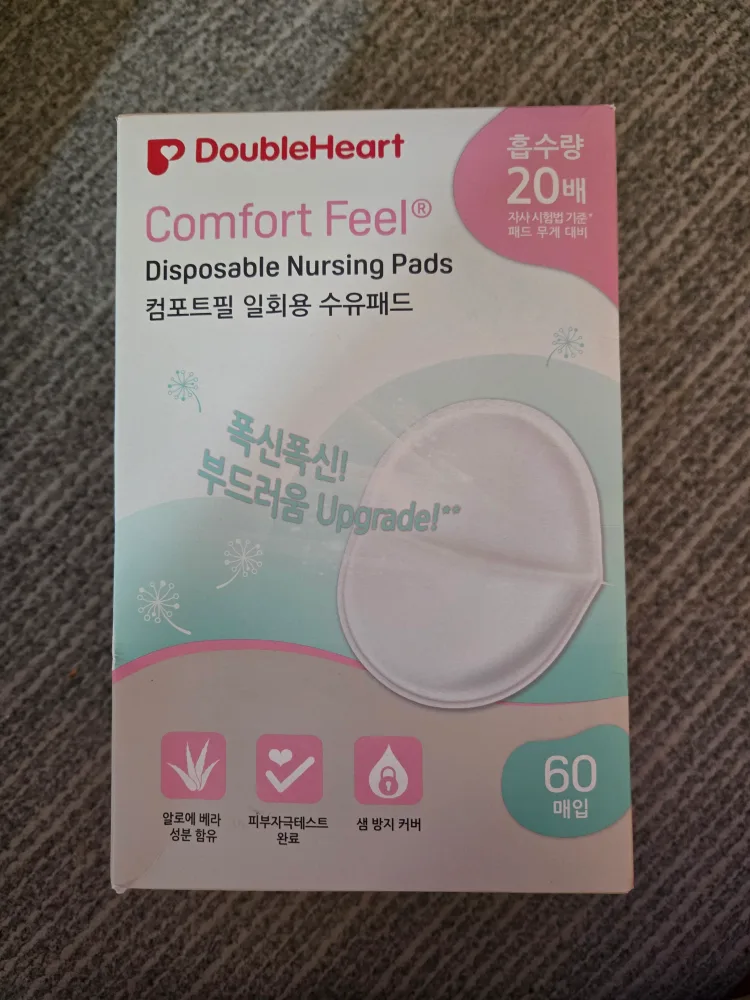 DoubleHeart
흡수량
20배
자사 시험법 기준*
패드 무게 대비
Comfort Feel®
Disposable Nursing Pads
컴포트필 일회용 수유패드
폭신폭신!
부드러움 Upgrade!**
알로에 베라
성분 함유
피부자극테스트
완료
샘 방지 커버
60
매입